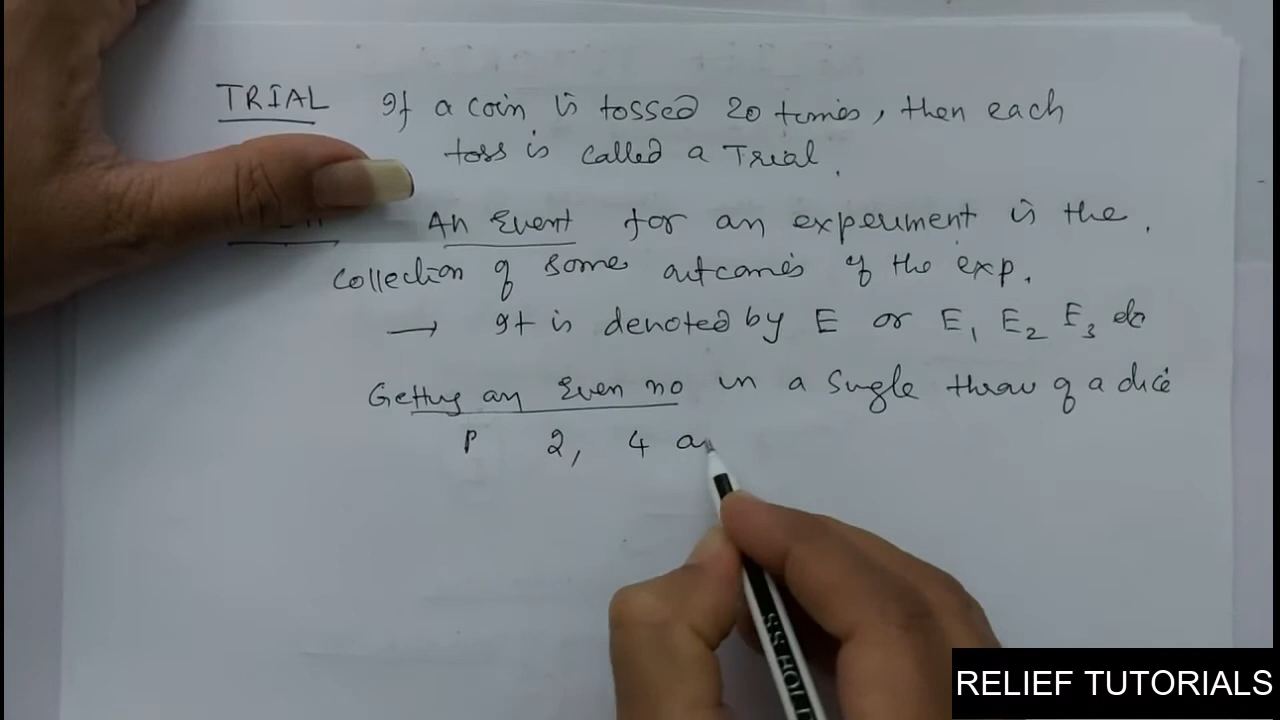 TRIAL If a coin is tossed 20 times, then each
toss is called a Trial.
An Event for an experiment is the
collection of some outcomes of the exp.
→ It is denoted by E or E1 E2 E3
Getting an Even no in a Single throw of a dice
2, 4
SS HOLD
RELIEF TUTORIALS